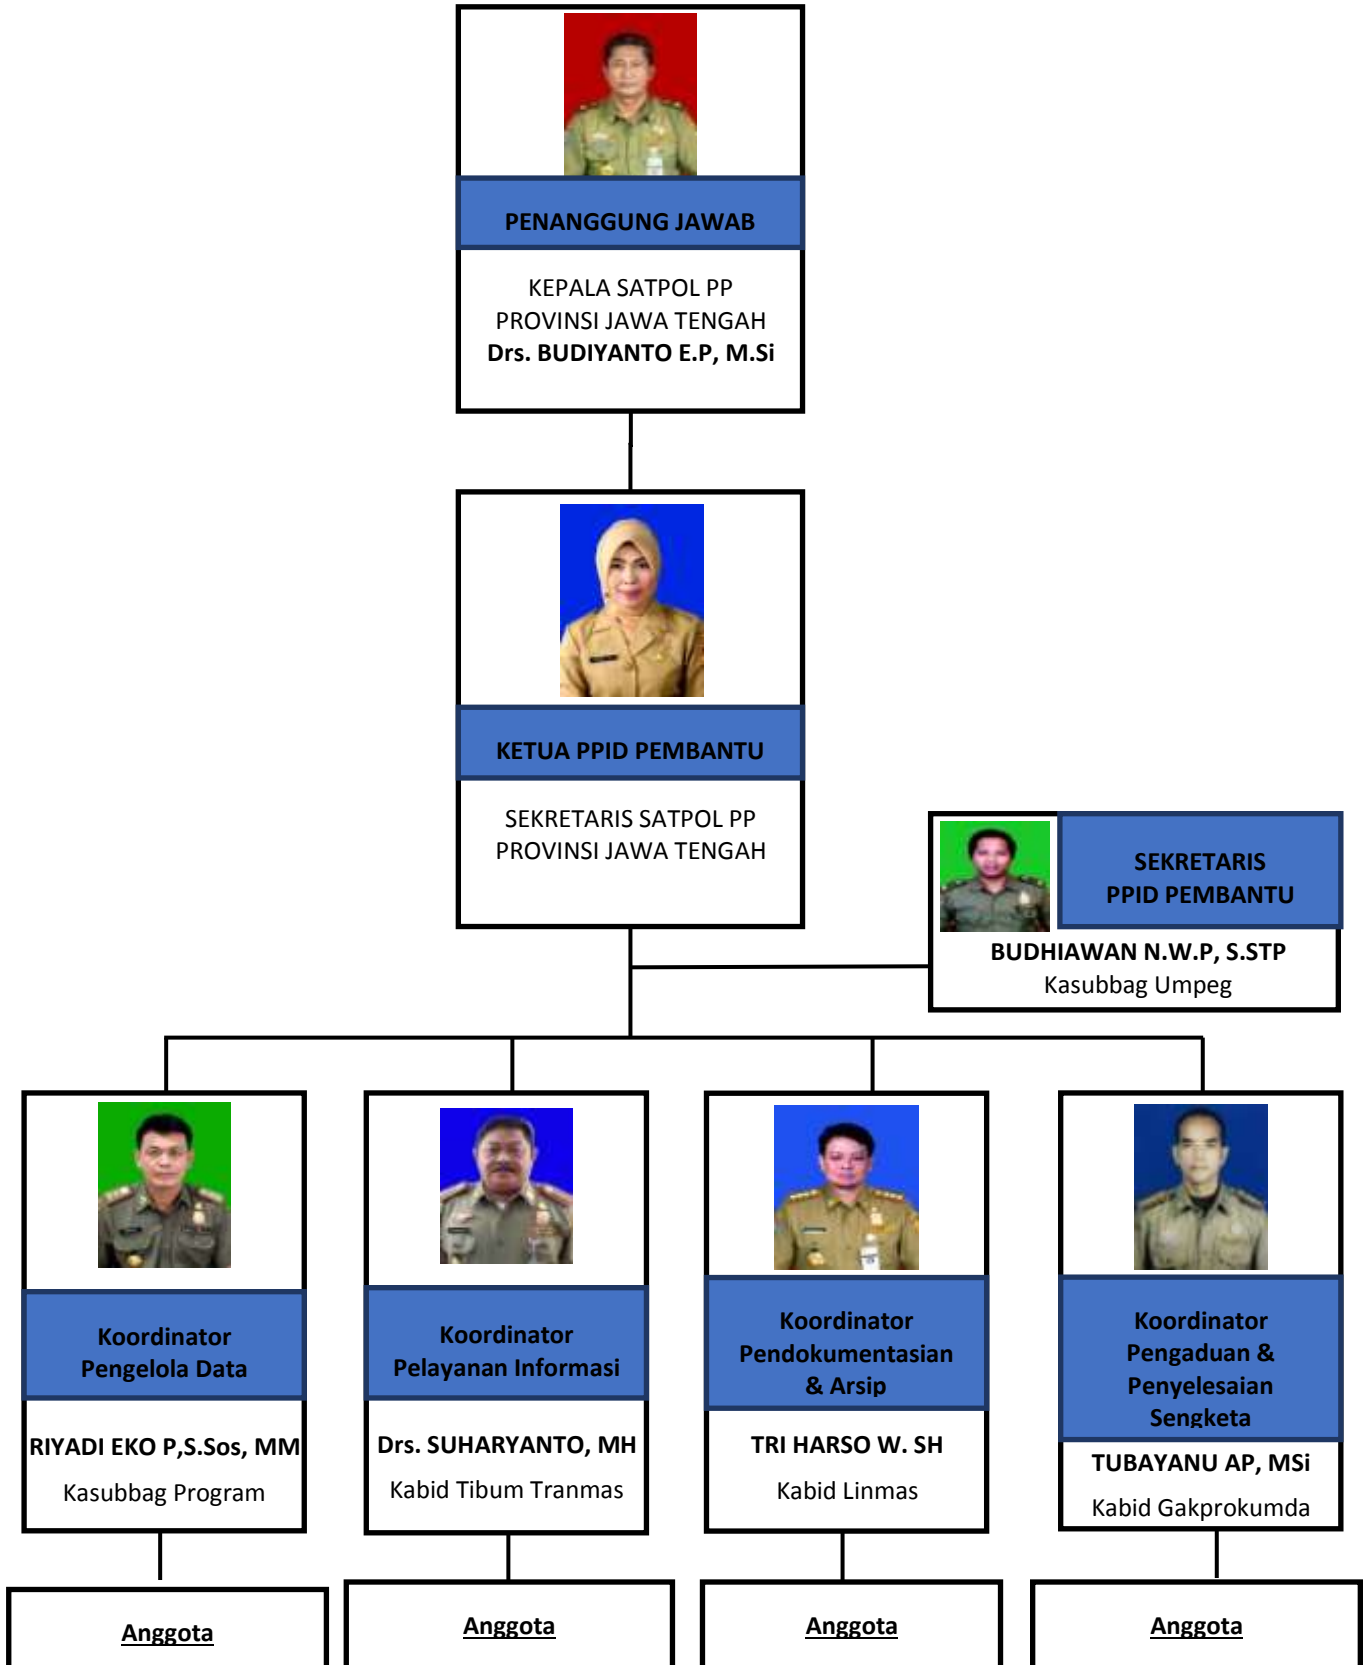 PENANGGUNG JAWAB
KEPALA SATPOL PP
PROVINSI JAWA TENGAH
Drs. BUDIYANTO E.P, M.Si
KETUA PPID PEMBANTU
SEKRETARIS SATPOL PP
PROVINSI JAWA TENGAH
SEKRETARIS
PPID PEMBANTU
BUDHIAWAN N.W.P, S.STP
Kasubbag Umpeg
Koordinator
Pengelola Data
RIYADI EKO P,S.Sos, MM
Kasubbag Program
Koordinator
Pelayanan Informasi
Drs. SUHARYANTO, MH
Kabid Tibum Tranmas
Koordinator
Pendokumentasian
& Arsip
TRI HARSO W. SH
Kabid Linmas
Koordinator
Pengaduan &
Penyelesaian
Sengketa
TUBAYANU AP, MSi
Kabid Gakprokumda
Anggota
Anggota
Anggota
Anggota